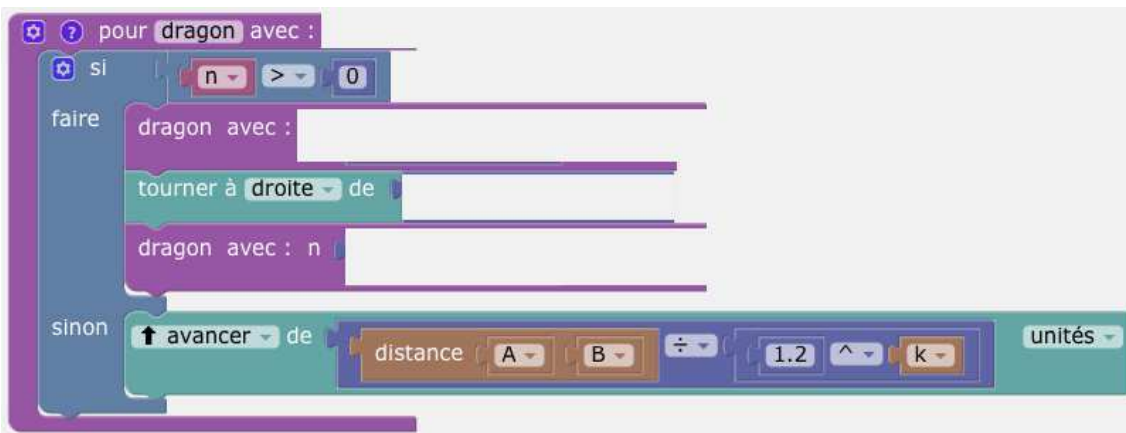 ? pour dragon avec :
si n > 0
faire dragon avec :
tourner à droite de
dragon avec : n
sinon avancer de distance A B ÷ 1.2 ^ k unités